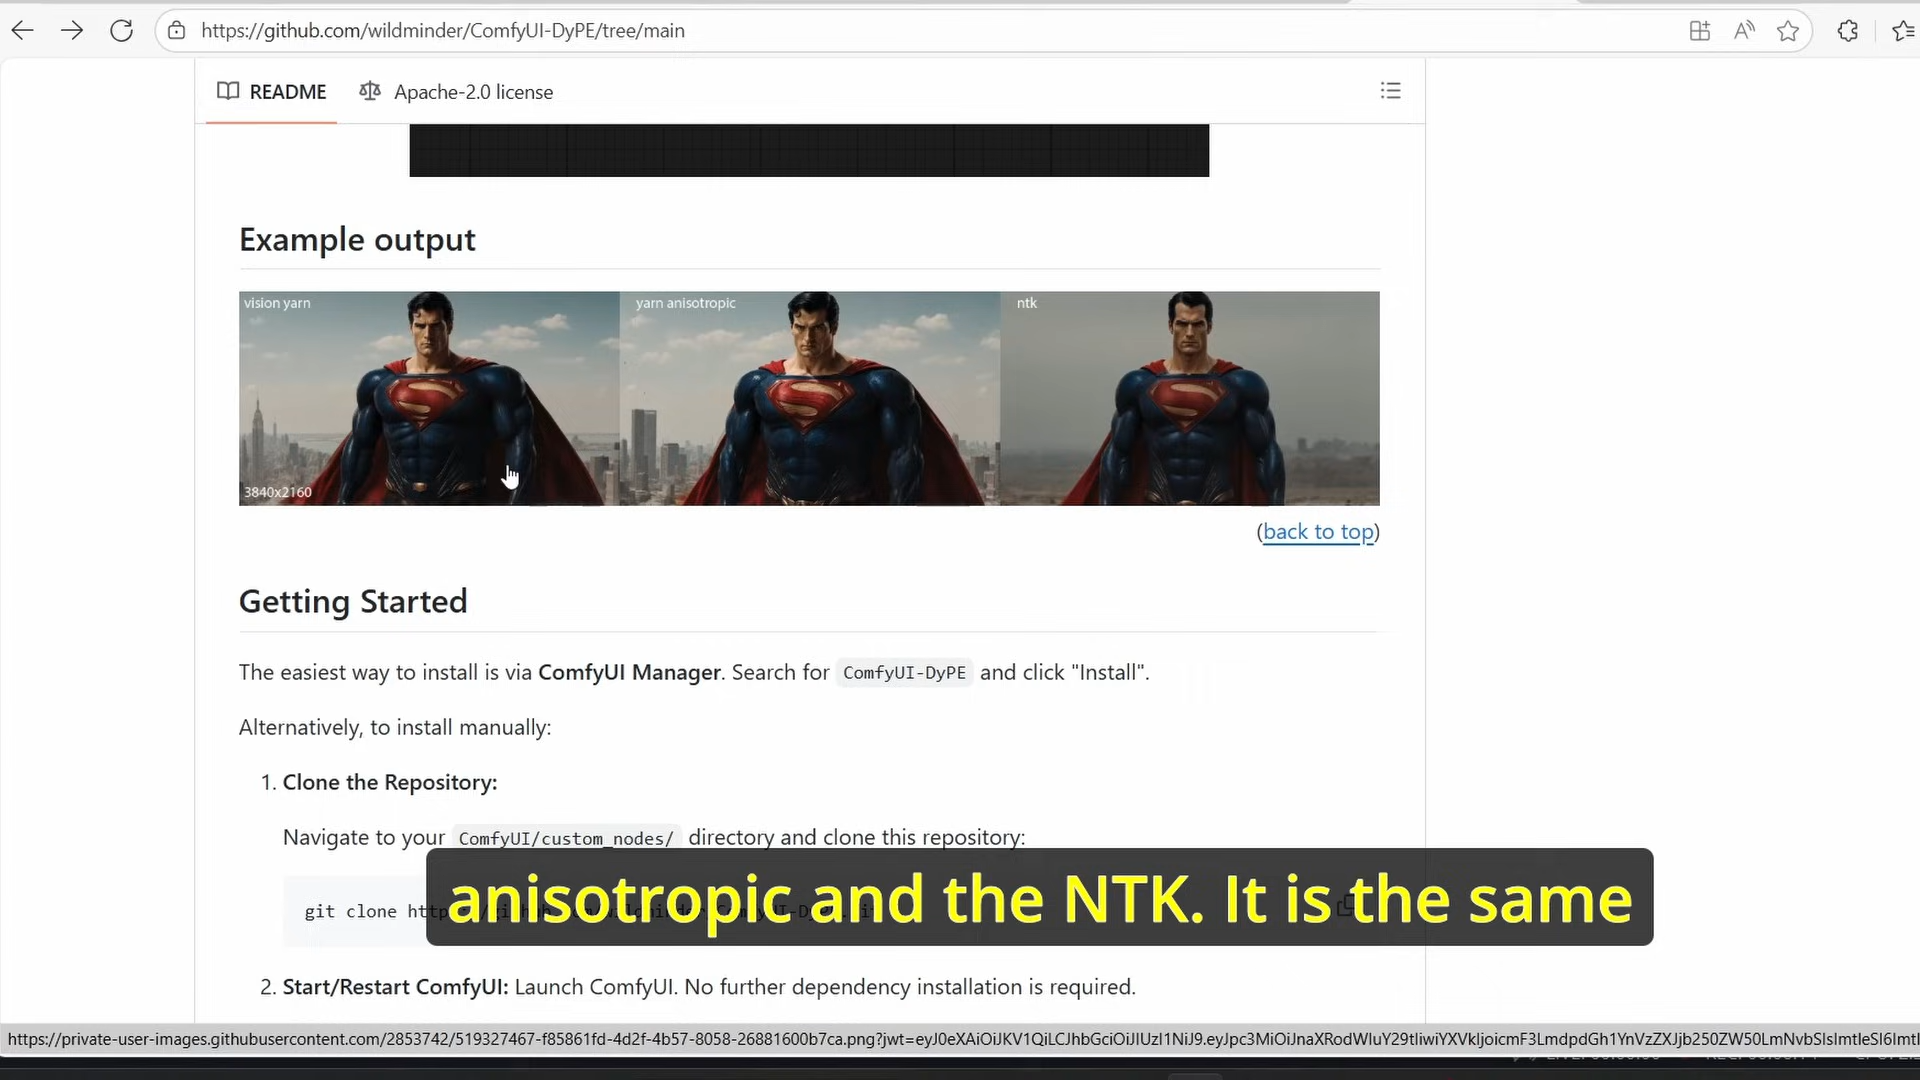 https://github.com/wildminder/ComfyUI-DyPE/tree/main
README
Apache-2.0 license
Example output
vision yarn
yarn anisotropic
ntk
3840x2160
(back to top)
Getting Started
The easiest way to install is via ComfyUI Manager. Search for ComfyUI-DyPE and click "Install".
Alternatively, to install manually:
1. Clone the Repository:
Navigate to your ComfyUI/custom_nodes/ directory and clone this repository:
git clone
anisotropic and the NTK. It is the same
2. Start/Restart ComfyUI: Launch ComfyUI. No further dependency installation is required.